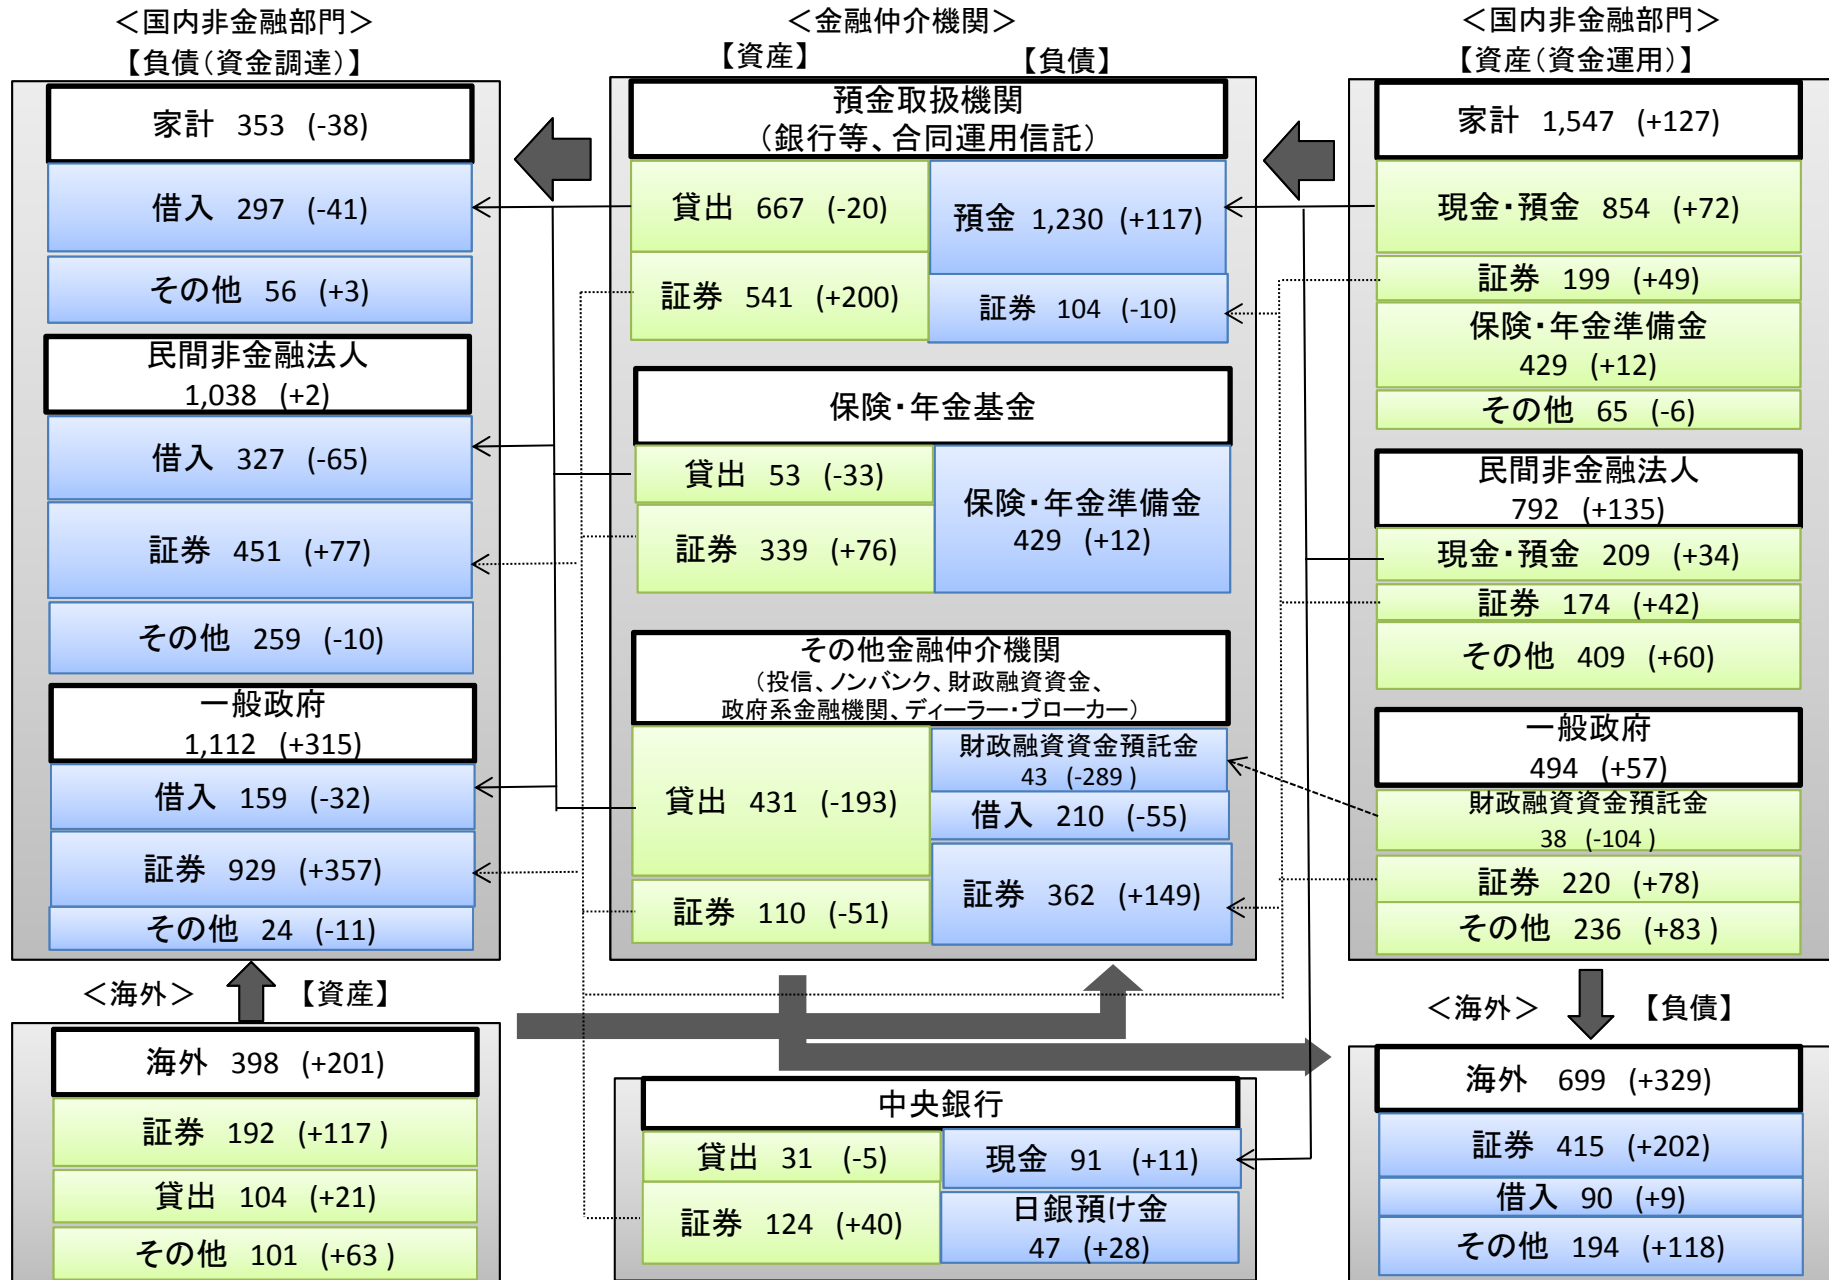 ＜国内非金融部門＞
【負債（資金調達）】
家計 353 (-38)
借入 297 (-41)
その他 56 (+3)
民間非金融法人
1,038 (+2)
借入 327 (-65)
証券 451 (+77)
その他 259 (-10)
一般政府
1,112 (+315)
借入 159 (-32)
証券 929 (+357)
その他 24 (-11)
＜海外＞ 【資産】
海外 398 (+201)
証券 192 (+117 )
貸出 104 (+21)
その他 101 (+63 )
＜金融仲介機関＞
【資産】 【負債】
預金取扱機関
（銀行等、合同運用信託）
貸出 667 (-20)
証券 541 (+200)
預金 1,230 (+117)
証券 104 (-10)
保険・年金基金
貸出 53 (-33)
証券 339 (+76)
保険・年金準備金
429 (+12)
その他金融仲介機関
（投信、ノンバンク、財政融資資金、
政府系金融機関、ディーラー・ブローカー）
貸出 431 (-193)
証券 110 (-51)
財政融資資金預託金
43 (-289 )
借入 210 (-55)
証券 362 (+149)
中央銀行
貸出 31 (-5)
証券 124 (+40)
現金 91 (+11)
日銀預け金
47 (+28)
＜国内非金融部門＞
【資産（資金運用）】
家計 1,547 (+127)
現金・預金 854 (+72)
証券 199 (+49)
保険・年金準備金
429 (+12)
その他 65 (-6)
民間非金融法人
792 (+135)
現金・預金 209 (+34)
証券 174 (+42)
その他 409 (+60)
一般政府
494 (+57)
財政融資資金預託金
38 (-104 )
証券 220 (+78)
その他 236 (+83 )
＜海外＞ 【負債】
海外 699 (+329)
証券 415 (+202)
借入 90 (+9)
その他 194 (+118)